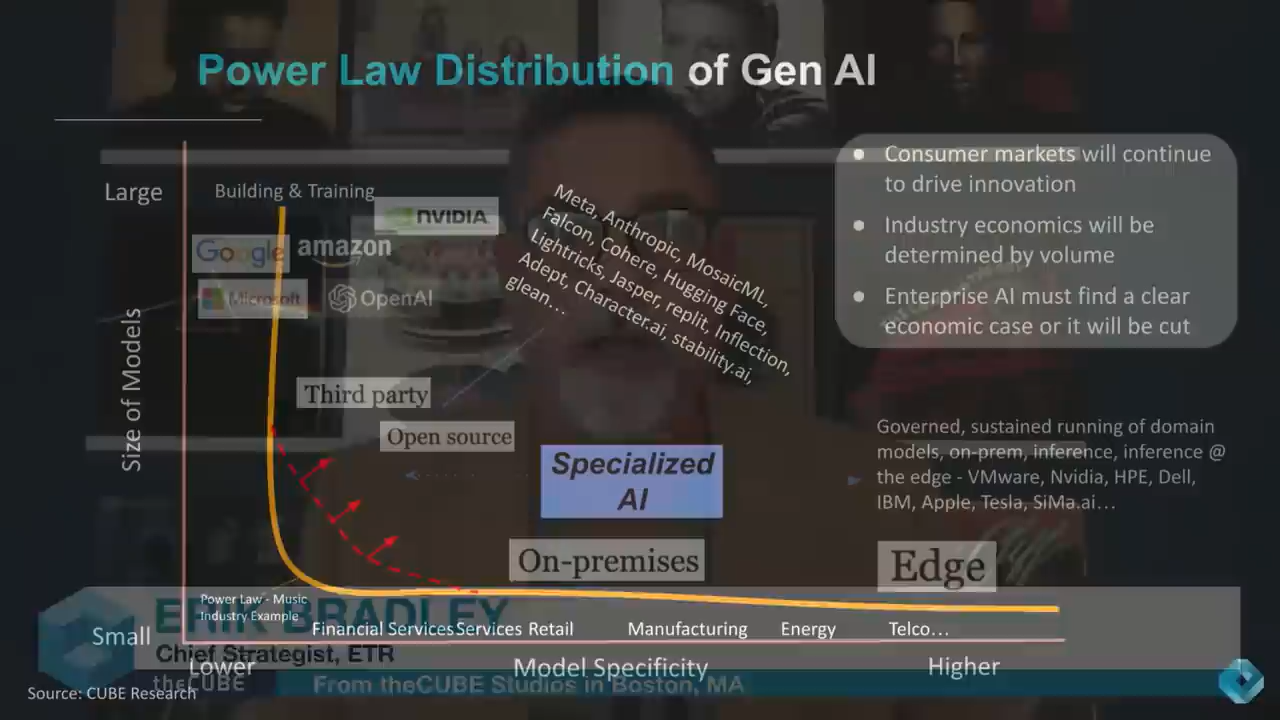 Power Law Distribution of Gen AI
Large
Building & Training
NVIDIA
Google
amazon
Microsoft
OpenAI
Meta, Anthropic, MosaicML,
Falcon, Cohere, Hugging Face,
Lightricks, Jasper, replit, Inflection,
Adept, Character.ai, stability.ai,
glean…
Consumer markets will continue
to drive innovation
Industry economics will be
determined by volume
Enterprise AI must find a clear
economic case or it will be cut
Size of Models
Third party
Open source
Specialized
AI
Governed, sustained running of domain
models, on-prem, inference, inference @
the edge - VMware, Nvidia, HPE, Dell,
IBM, Apple, Tesla, SiMa.ai…
On-premises
Edge
Power Law - Music
Industry Example
ERIK BRADLEY
Financial Services Services Retail Manufacturing Energy Telco…
Small
Chief Strategist, ETR
Lower
Model Specificity
Higher
theCUBE
From theCUBE Studios in Boston, MA
Source: CUBE Research